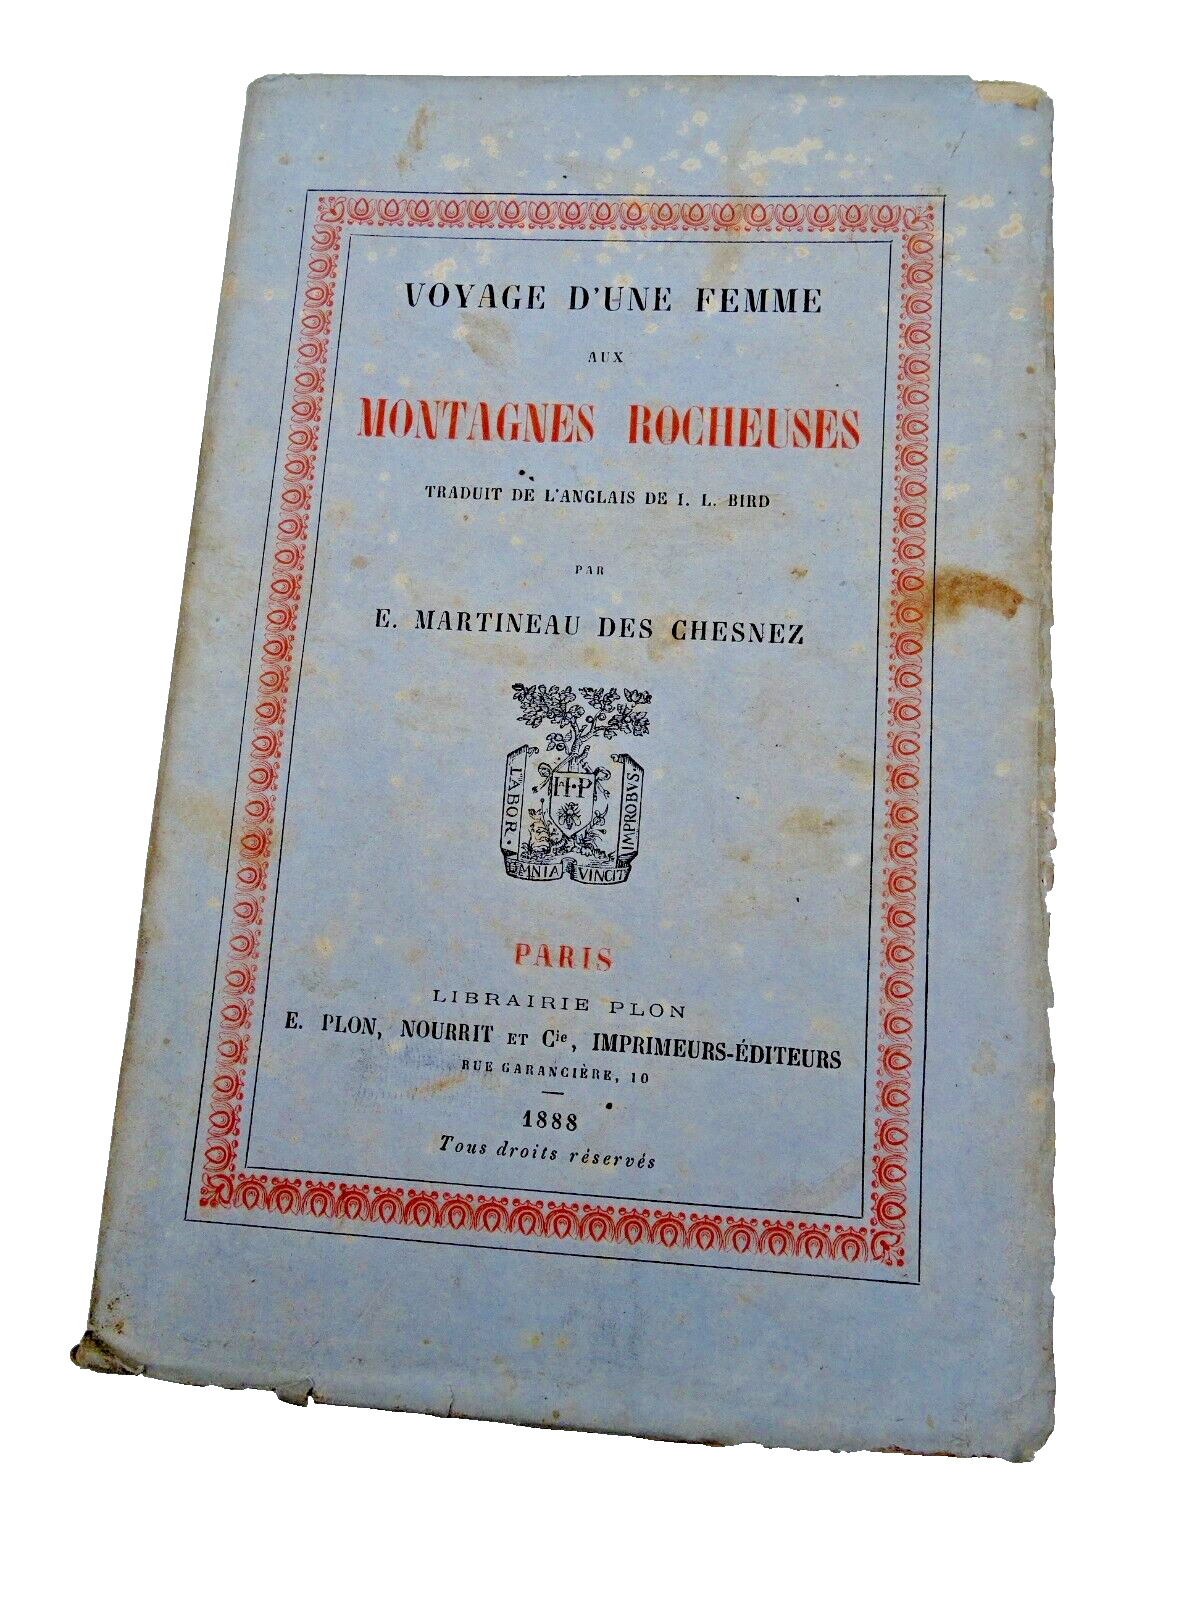 VOYAGE D'UNE FEMME
AUX
MONTAGNES ROCHEUSES
TRADUIT DE L'ANGLAIS DE I. L. BIRD
PAR
E. MARTINEAU DES CHESNEZ
H·P
LABOR·
IMPROBVS·
OMNIA VINCIT
PARIS
LIBRAIRIE PLON
E. PLON, NOURRIT ET Cie, IMPRIMEURS-ÉDITEURS
RUE GARANCIÈRE, 10
1888
Tous droits réservés